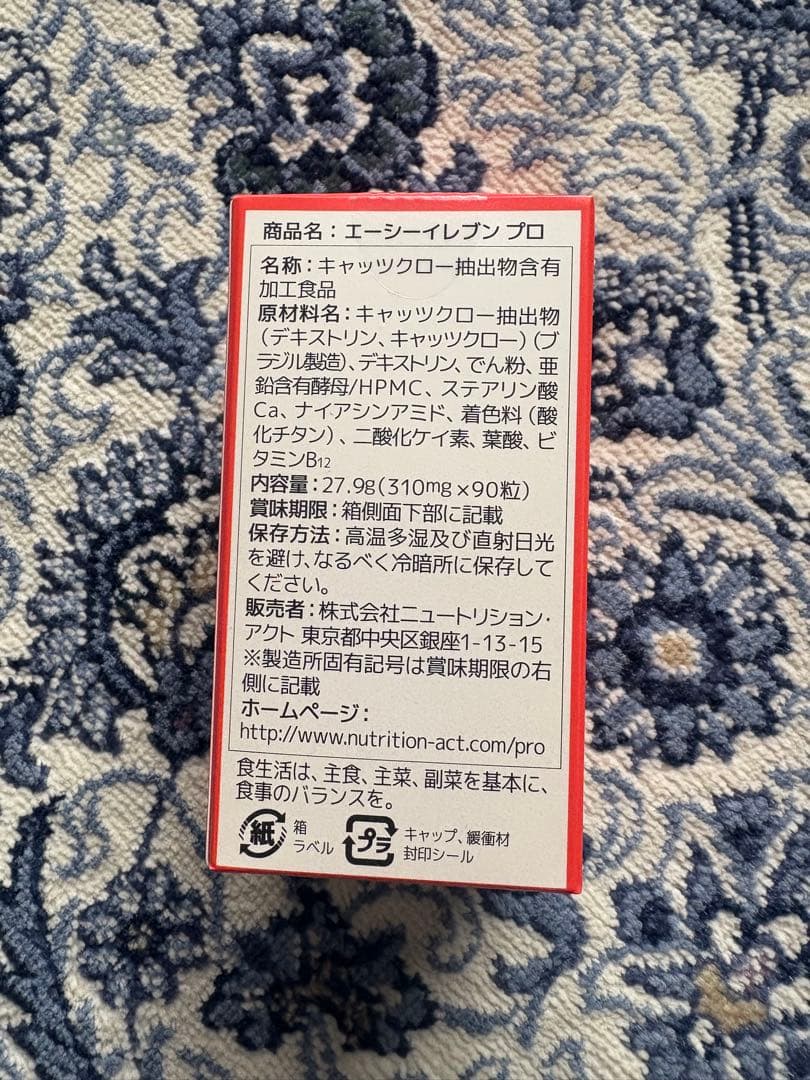 商品名：エーシーイレブン プロ
名称：キャッツクロー抽出物含有
加工食品
原材料名：キャッツクロー抽出物
（デキストリン、キャッツクロー）（ブ
ラジル製造）、デキストリン、でん粉、亜
鉛含有酵母/HPMC、ステアリン酸
Ca、ナイアシンアミド、着色料（酸
化チタン）、二酸化ケイ素、葉酸、ビ
タミンB12
内容量：27.9g（310mg×90粒）
賞味期限：箱側面下部に記載
保存方法：高温多湿及び直射日光
を避け、なるべく冷暗所に保存して
ください。
販売者：株式会社ニュートリション・
アクト 東京都中央区銀座1-13-15
※製造所固有記号は賞味期限の右
側に記載
ホームページ：
http://www.nutrition-act.com/pro
食生活は、主食、主菜、副菜を基本に、
食事のバランスを。
紙 箱
ラベル
プラ キャップ、緩衝材
封印シール